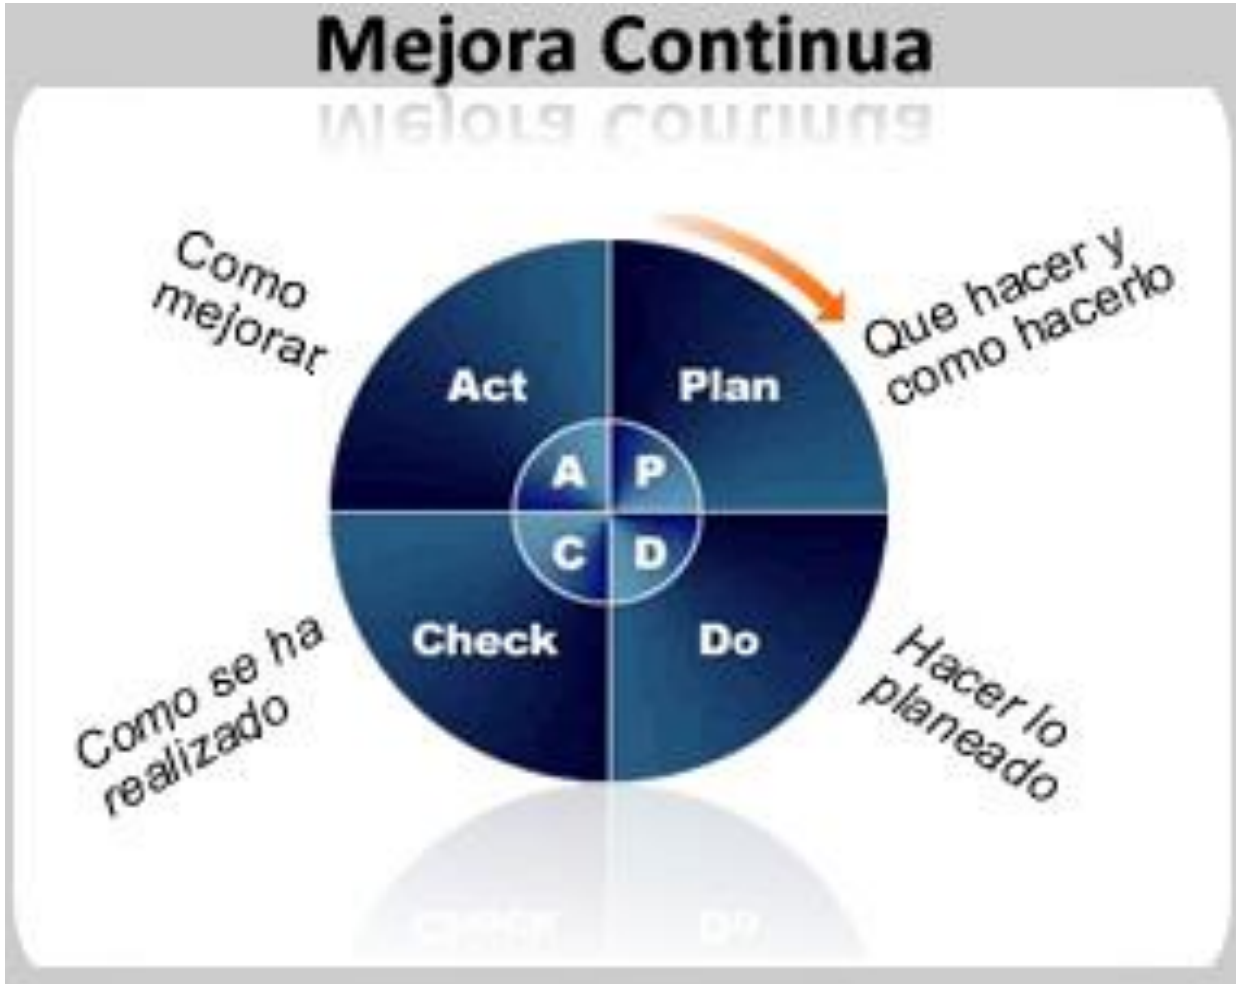 Mejora Continua
Como
mejorar
Que hacer y
como hacerlo
Act
Plan
A
P
C
D
Check
Do
Como se ha
realizado
Hacer lo
planeado